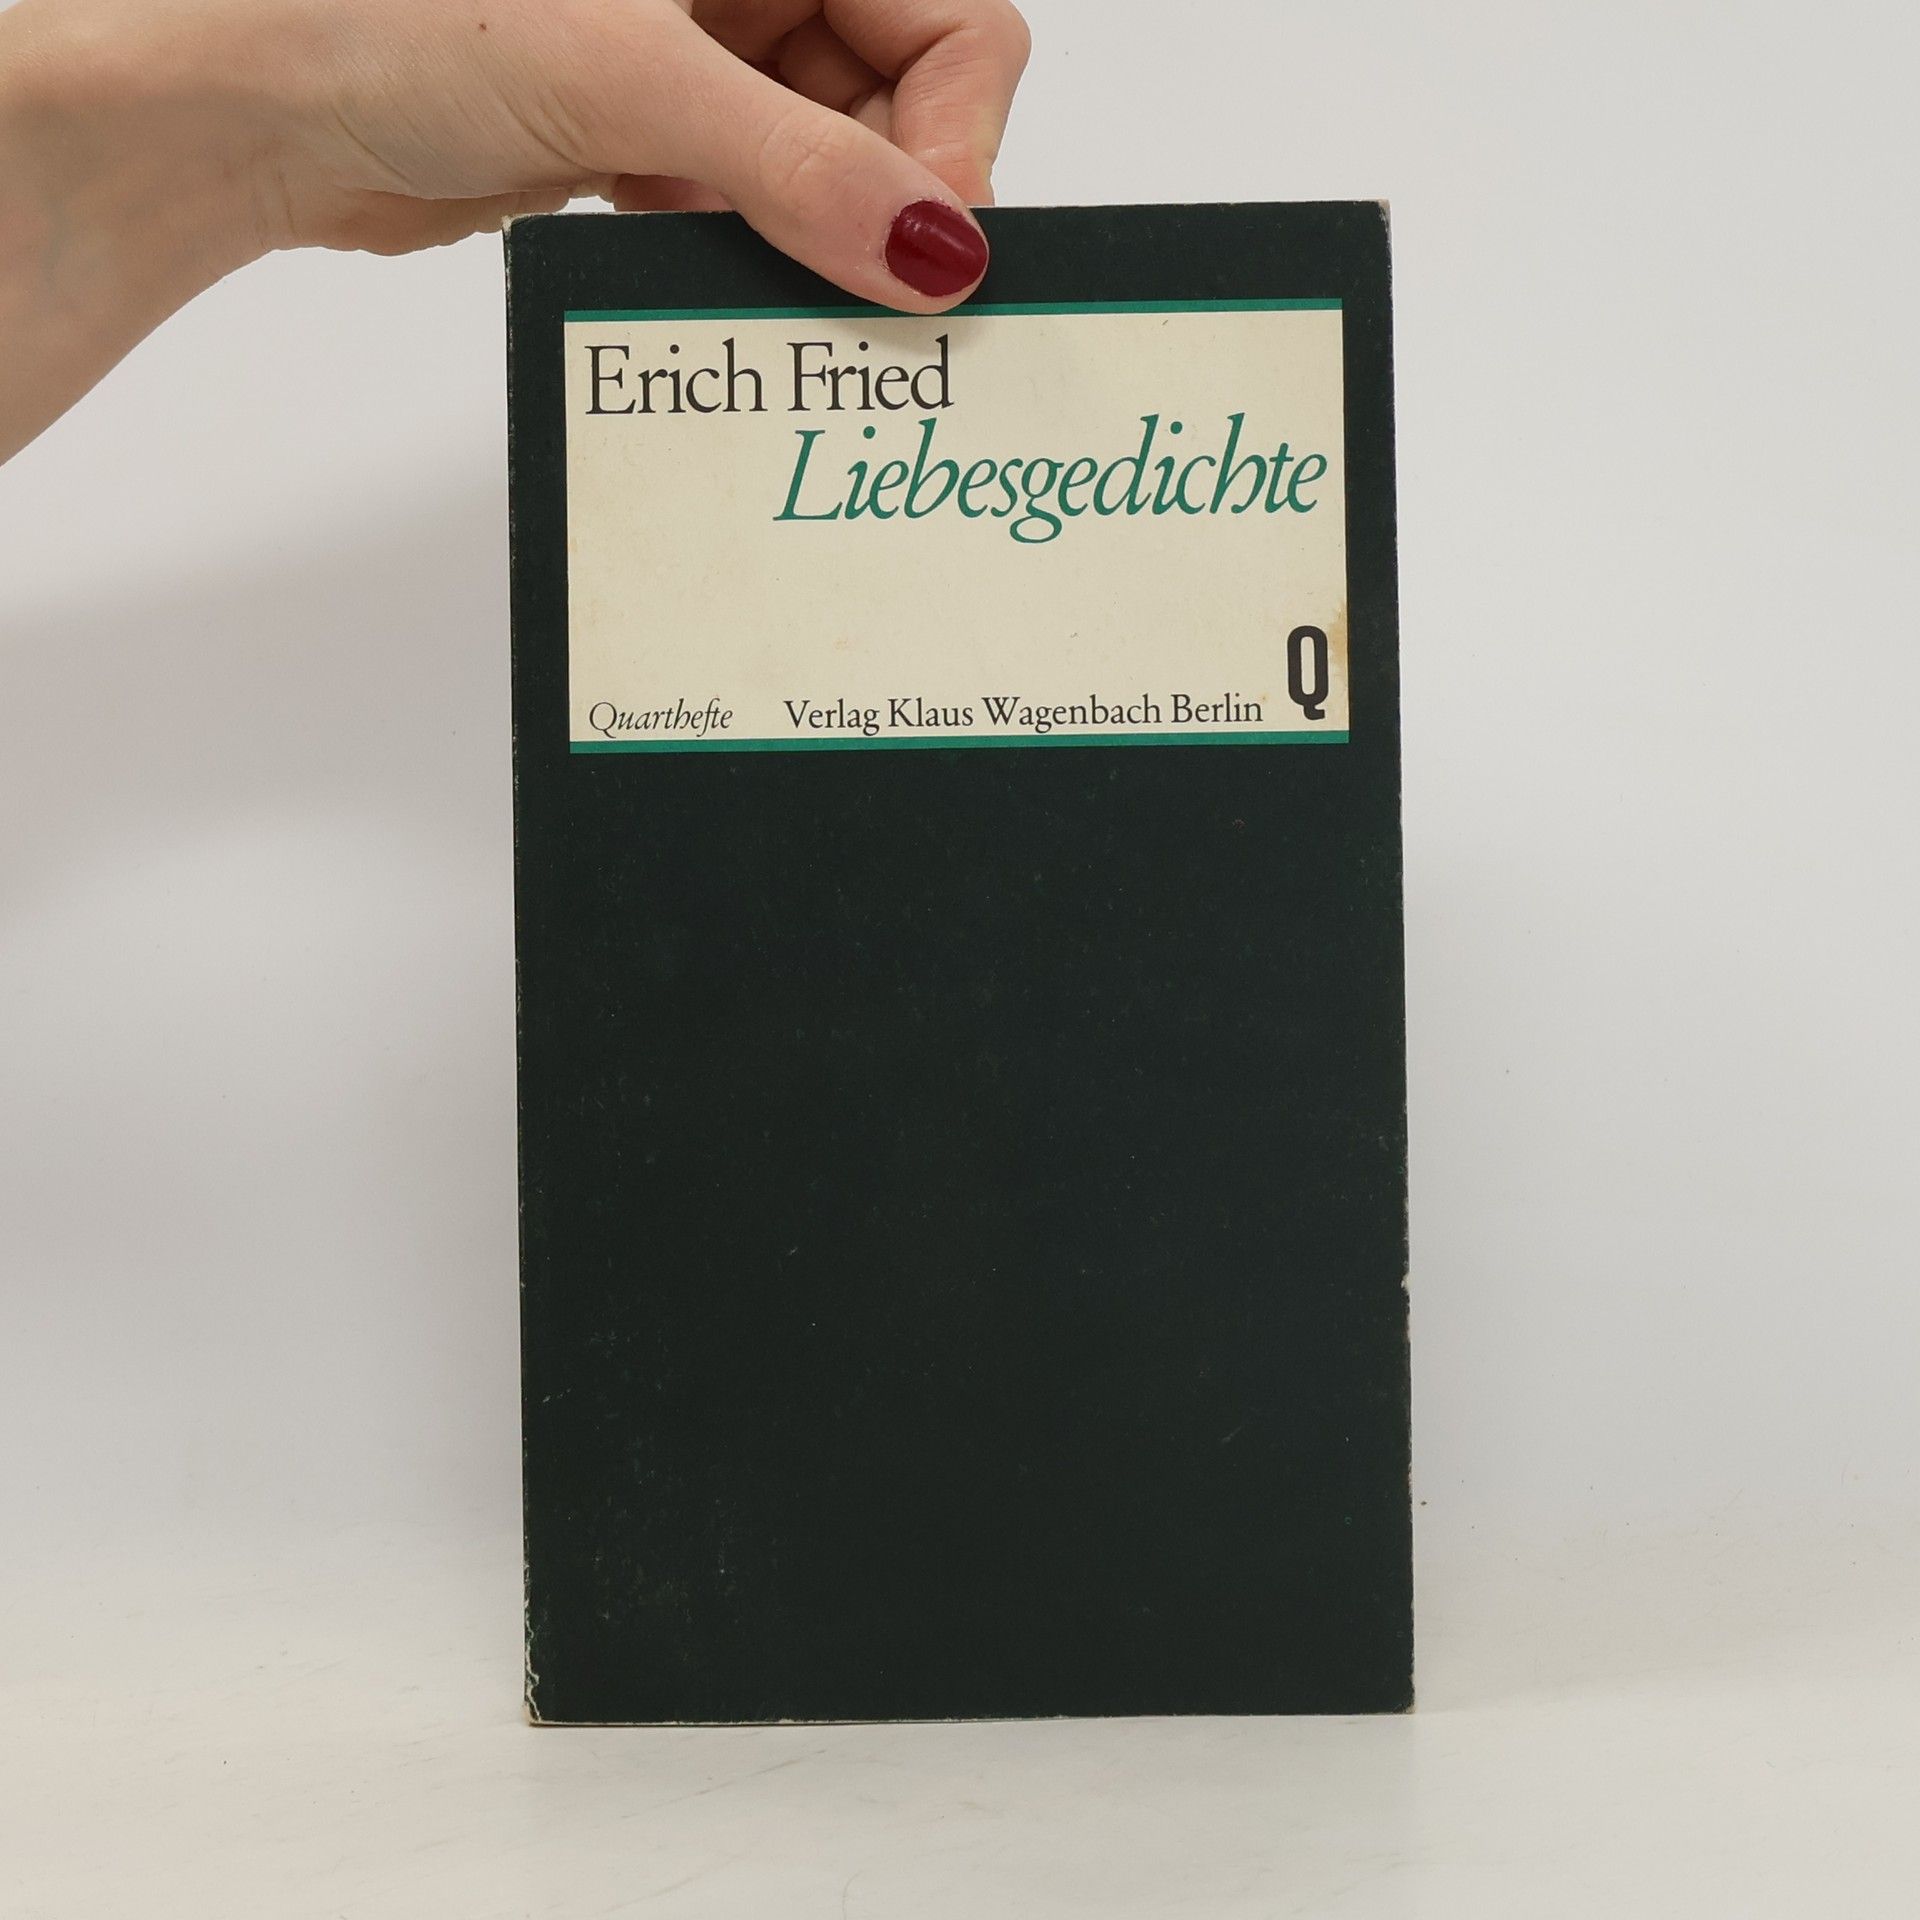 Erich Fried
Liebesgedichte
Q
Quarthefte Verlag Klaus Wagenbach Berlin